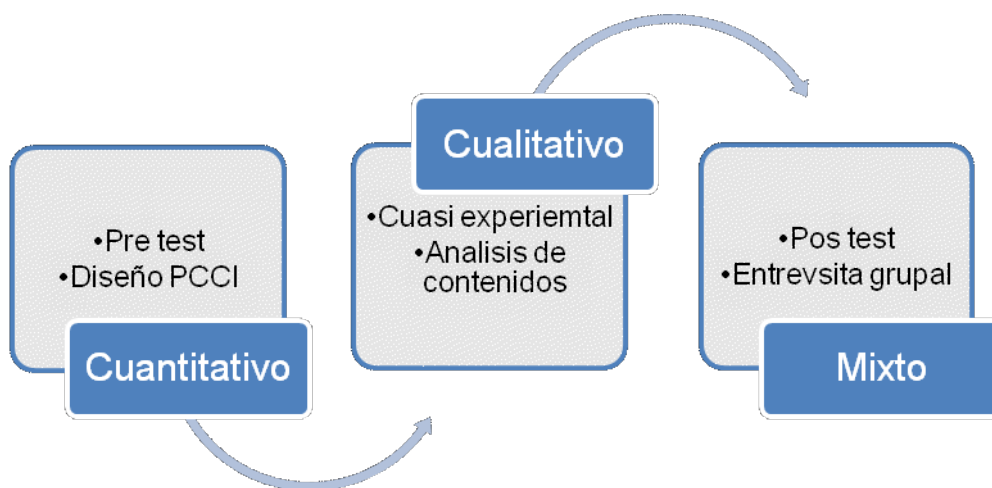 •Pre test
•Diseño PCCI
Cuantitativo
Cualitativo
•Cuasi experiemtal
•Analisis de
contenidos
•Pos test
•Entrevsita grupal
Mixto